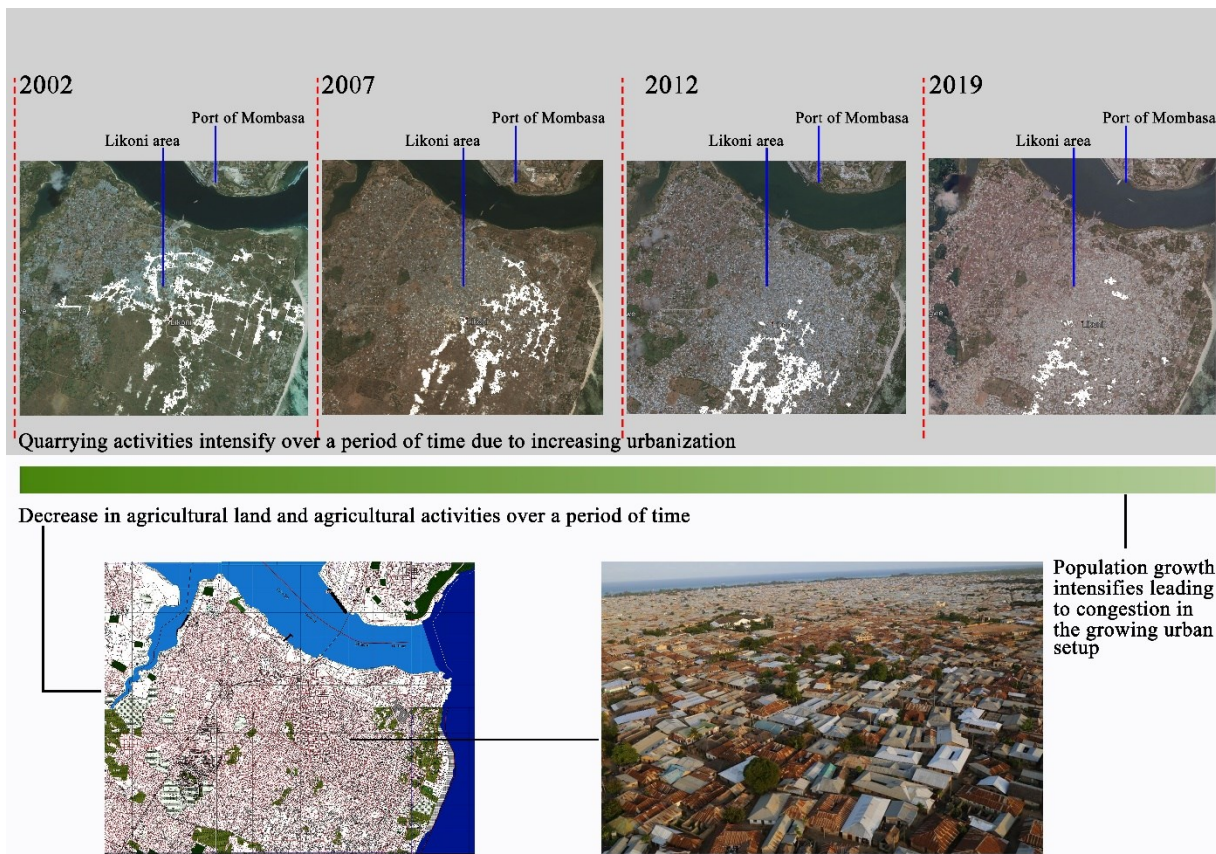 2002
2007
2012
2019
Port of Mombasa
Port of Mombasa
Port of Mombasa
Port of Mombasa
Likoni area
Likoni area
Likoni area
Likoni area
Likoni
Likoni
Likoni
Quarrying activities intensify over a period of time due to increasing urbanization
Decrease in agricultural land and agricultural activities over a period of time
Population growth
intensifies leading
to congestion in
the growing urban
setup